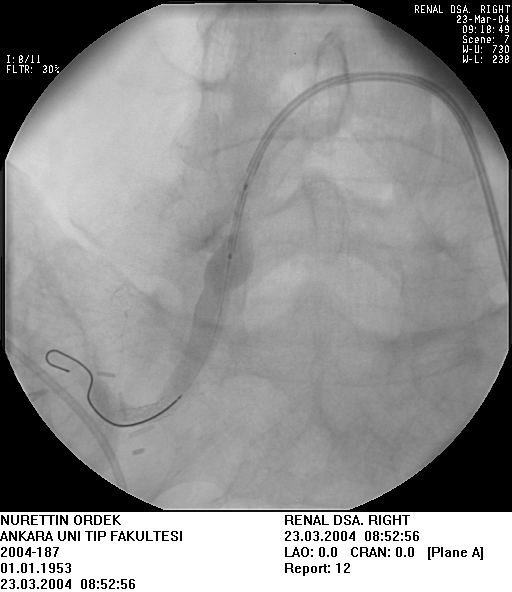 RENAL DSA. RIGHT
23-Mar-04
09:10:49
Scene: 7
W-U: 730
W-L: 230
I: 0/11
FLTR: 30%
NURETTIN ORDEK
ANKARA UNI TIP FAKULTESI
2004-187
01.01.1953
23.03.2004 08:52:56
RENAL DSA. RIGHT
23.03.2004 08:52:56
LAO: 0.0 CRAN: 0.0 [Plane A]
Report: 12